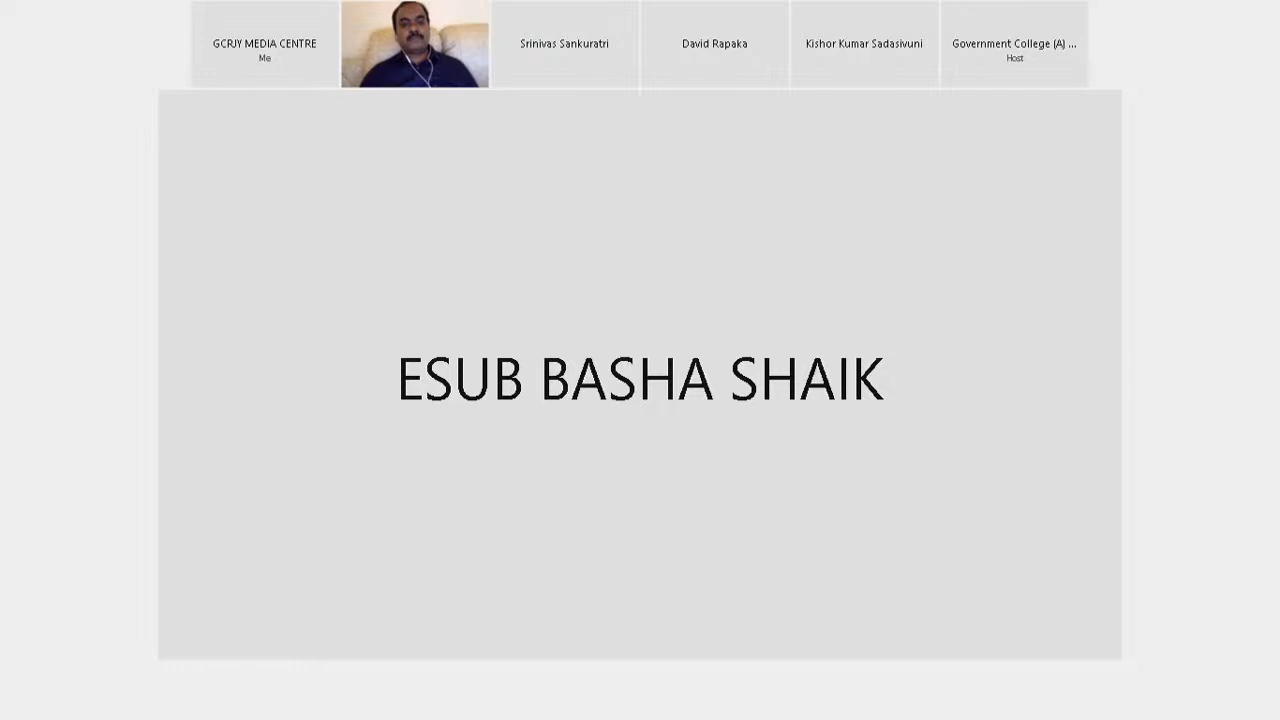 GCRJY MEDIA CENTRE
Me
Srinivas Sankuratri
David Rapaka
Kishor Kumar Sadasivuni
Government College (A) ...
Host
ESUB BASHA SHAIK